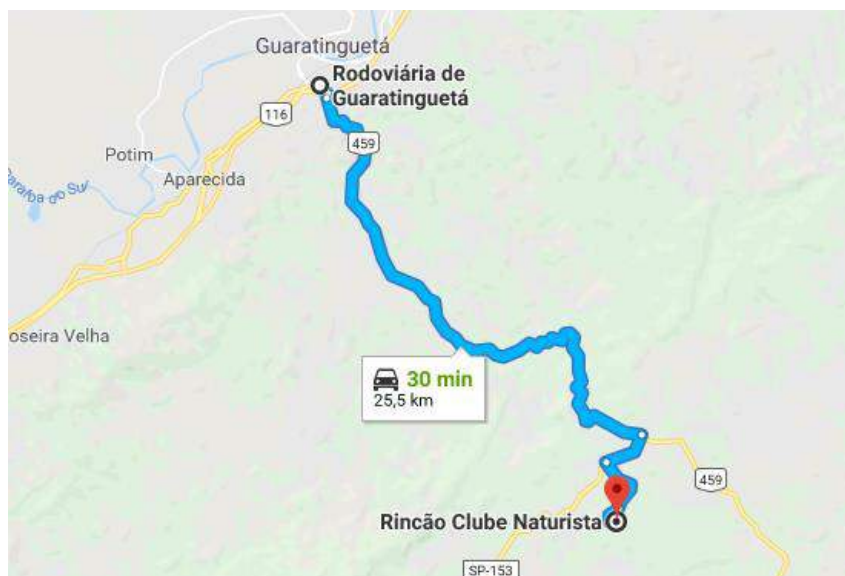 Guaratinguetá
Rodoviária de
Guaratinguetá
116
459
Potim
Aparecida
Paraíba do Sul
oseira Velha
30 min
25,5 km
459
Rincão Clube Naturista
SP-153